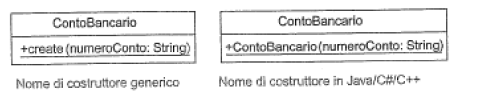 ContoBancario
+create(numeroConto: String)
Nome di costruttore generico
ContoBancario
+ContoBancario(numeroConto: String)
Nome di costruttore in Java/C#/C++